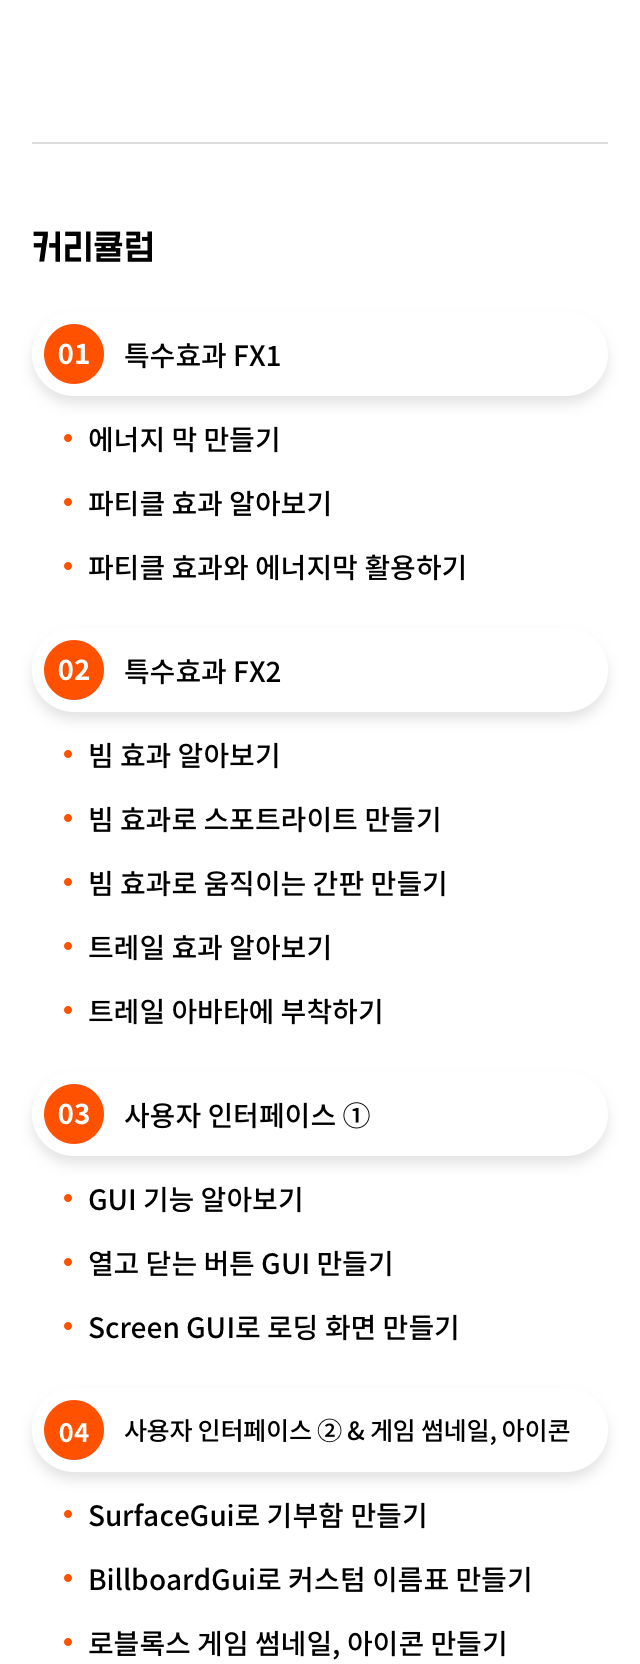 커리큘럼
01 특수효과 FX1
• 에너지 막 만들기
• 파티클 효과 알아보기
• 파티클 효과와 에너지막 활용하기
02 특수효과 FX2
• 빔 효과 알아보기
• 빔 효과로 스포트라이트 만들기
• 빔 효과로 움직이는 간판 만들기
• 트레일 효과 알아보기
• 트레일 아바타에 부착하기
03 사용자 인터페이스 ①
• GUI 기능 알아보기
• 열고 닫는 버튼 GUI 만들기
• Screen GUI로 로딩 화면 만들기
04 사용자 인터페이스 ② & 게임 썸네일, 아이콘
• SurfaceGui로 기부함 만들기
• BillboardGui로 커스텀 이름표 만들기
• 로블록스 게임 썸네일, 아이콘 만들기